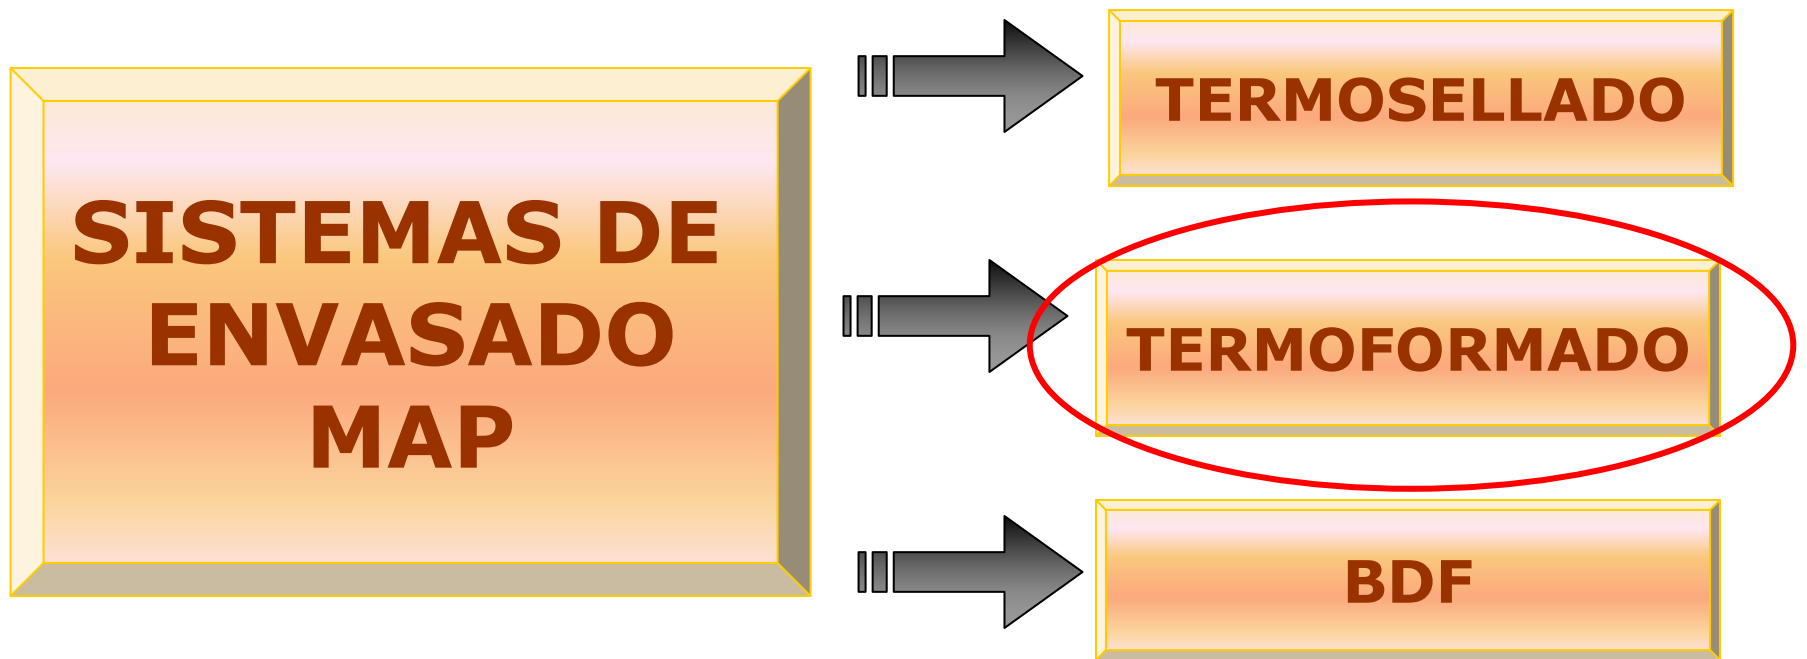 SISTEMAS DE
ENVASADO
MAP
TERMOSELLADO
TERMOFORMADO
BDF